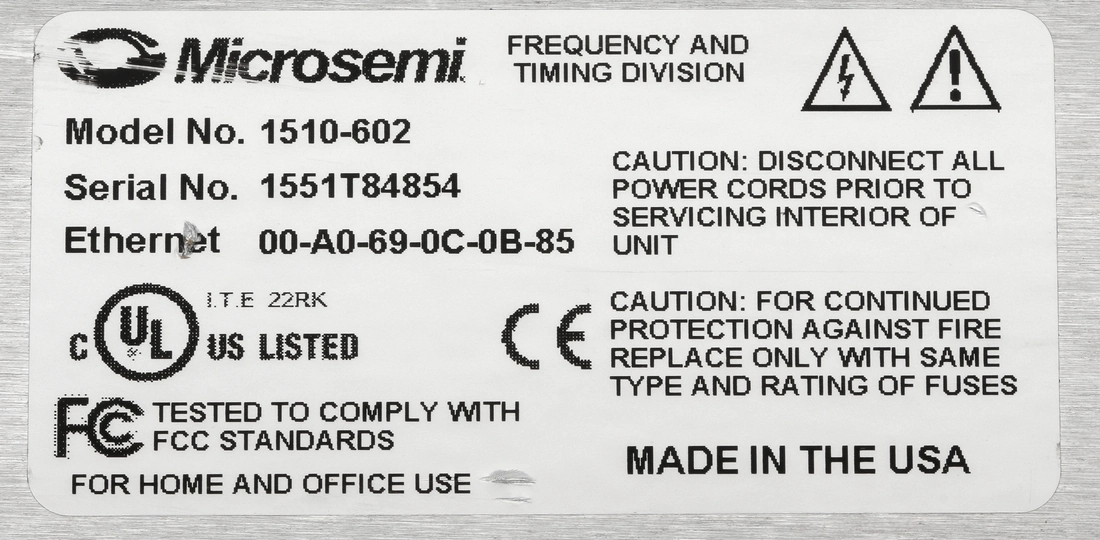 Microsemi
FREQUENCY AND
TIMING DIVISION
Model No. 1510-602
Serial No. 1551T84854
Ethernet 00-A0-69-0C-0B-85
CAUTION: DISCONNECT ALL
POWER CORDS PRIOR TO
SERVICING INTERIOR OF
UNIT
I.T.E 22RK
C UL US LISTED
CE
CAUTION: FOR CONTINUED
PROTECTION AGAINST FIRE
REPLACE ONLY WITH SAME
TYPE AND RATING OF FUSES
FCC TESTED TO COMPLY WITH
FCC STANDARDS
FOR HOME AND OFFICE USE
MADE IN THE USA